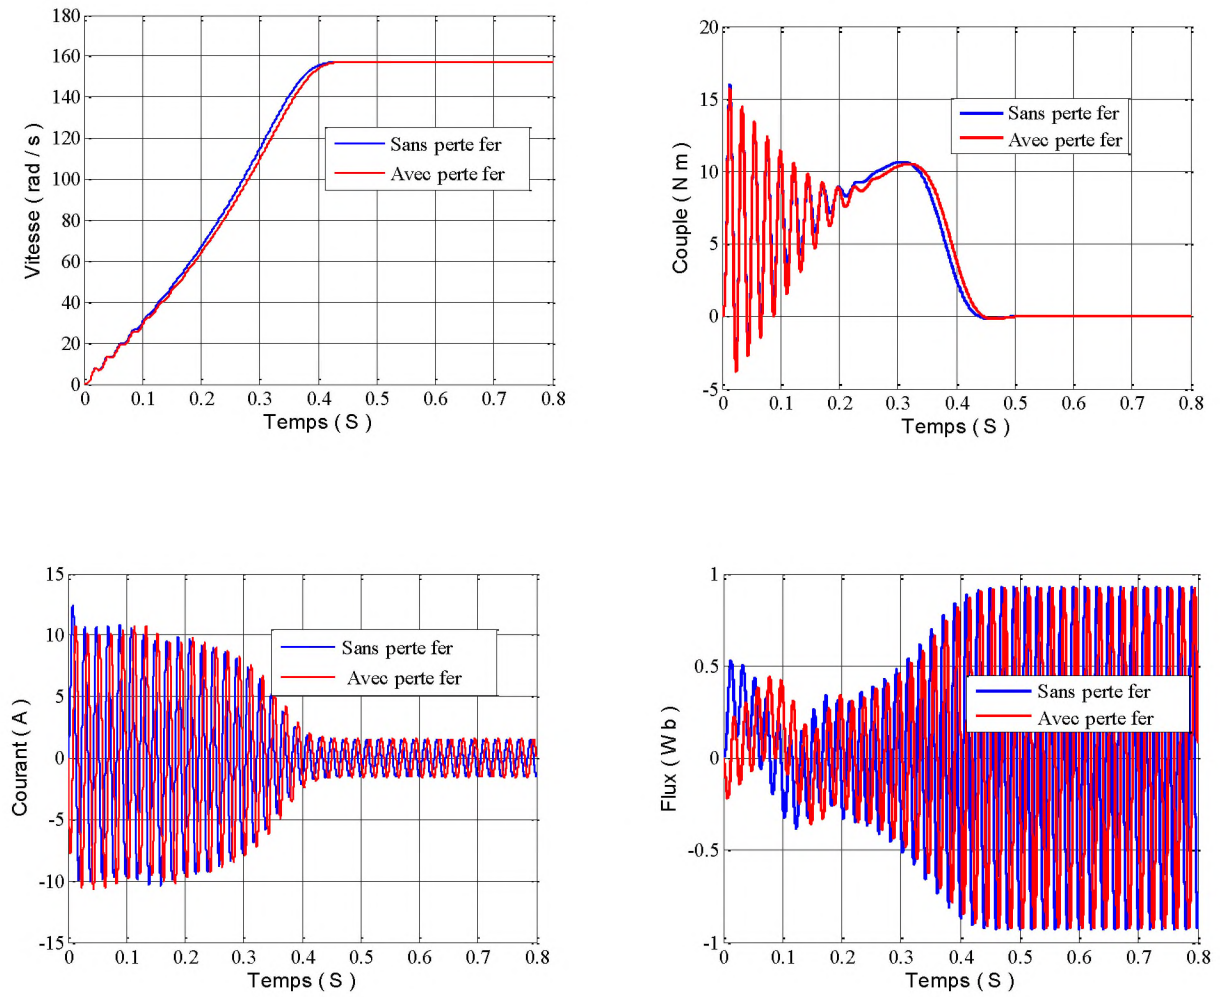 180
160
140
120
100
80
60
40
20
0
Vitesse ( rad / s )
Sans perte fer
Avec perte fer
0 0.1 0.2 0.3 0.4 0.5 0.6 0.7 0.8
Temps ( S )
20
15
10
5
0
-5
Couple ( N m )
Sans perte fer
Avec perte fer
0 0.1 0.2 0.3 0.4 0.5 0.6 0.7 0.8
Temps ( S )
15
10
5
0
-5
-10
-15
Courant ( A )
Sans perte fer
Avec perte fer
0 0.1 0.2 0.3 0.4 0.5 0.6 0.7 0.8
Temps ( S )
1
0.5
0
-0.5
-1
Flux ( W b )
Sans perte fer
Avec perte fer
0 0.1 0.2 0.3 0.4 0.5 0.6 0.7 0.8
Temps ( S )